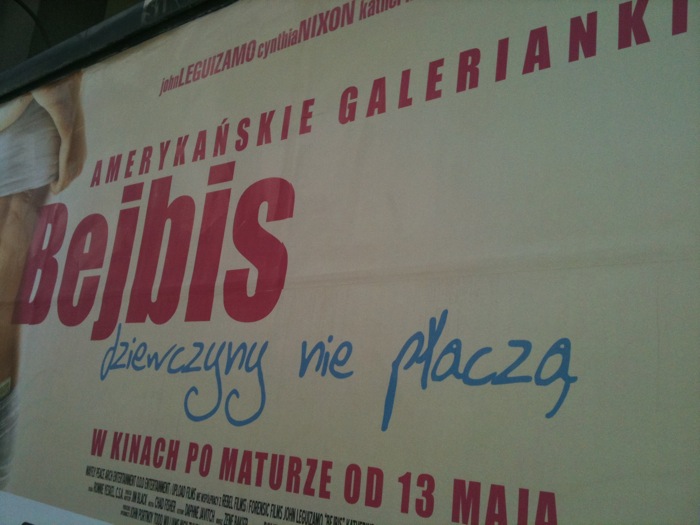 johnLEGUIZAMO cynthiaNIXON
AMERYKAŃSKIE GALERIANKI
Bejbis
dziewczyny nie płaczą
W KINACH PO MATURZE OD 13 MAJA